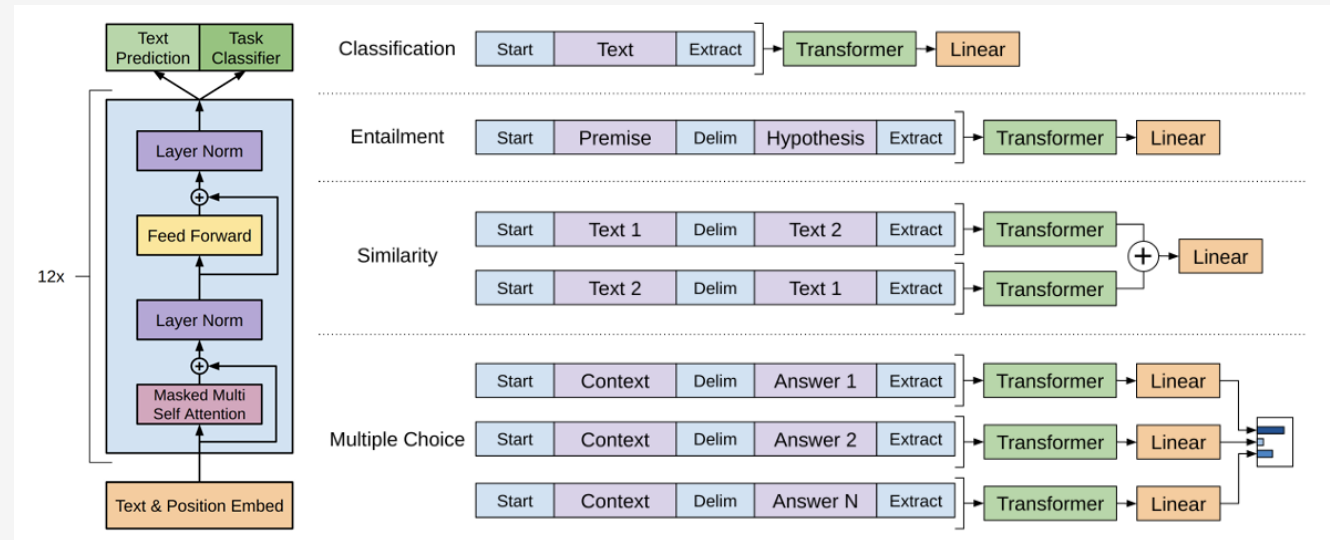 Text
Prediction
Task
Classifier
Layer Norm
Feed Forward
12x
Layer Norm
Masked Multi
Self Attention
Text & Position Embed
Classification Start Text Extract Transformer Linear
Entailment Start Premise Delim Hypothesis Extract Transformer Linear
Similarity
Start Text 1 Delim Text 2 Extract Transformer
Linear
Start Text 2 Delim Text 1 Extract Transformer
Multiple Choice
Start Context Delim Answer 1 Extract Transformer Linear
Start Context Delim Answer 2 Extract Transformer Linear
Start Context Delim Answer N Extract Transformer Linear